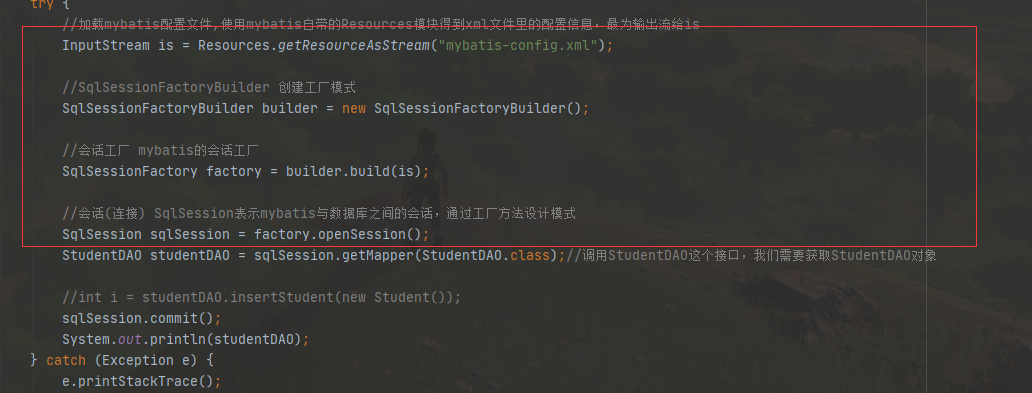 try {
//加载mybatis配置文件,使用mybatis自带的Resources模块得到xml文件里的配置信息，最为输出流给is
InputStream is = Resources.getResourceAsStream("mybatis-config.xml");
//SqlSessionFactoryBuilder 创建工厂模式
SqlSessionFactoryBuilder builder = new SqlSessionFactoryBuilder();
//会话工厂 mybatis的会话工厂
SqlSessionFactory factory = builder.build(is);
//会话(连接) SqlSession表示mybatis与数据库之间的会话，通过工厂方法设计模式
SqlSession sqlSession = factory.openSession();
StudentDAO studentDAO = sqlSession.getMapper(StudentDAO.class);//调用StudentDAO这个接口，我们需要获取StudentDAO对象
//int i = studentDAO.insertStudent(new Student());
sqlSession.commit();
System.out.println(studentDAO);
} catch (Exception e) {
e.printStackTrace();